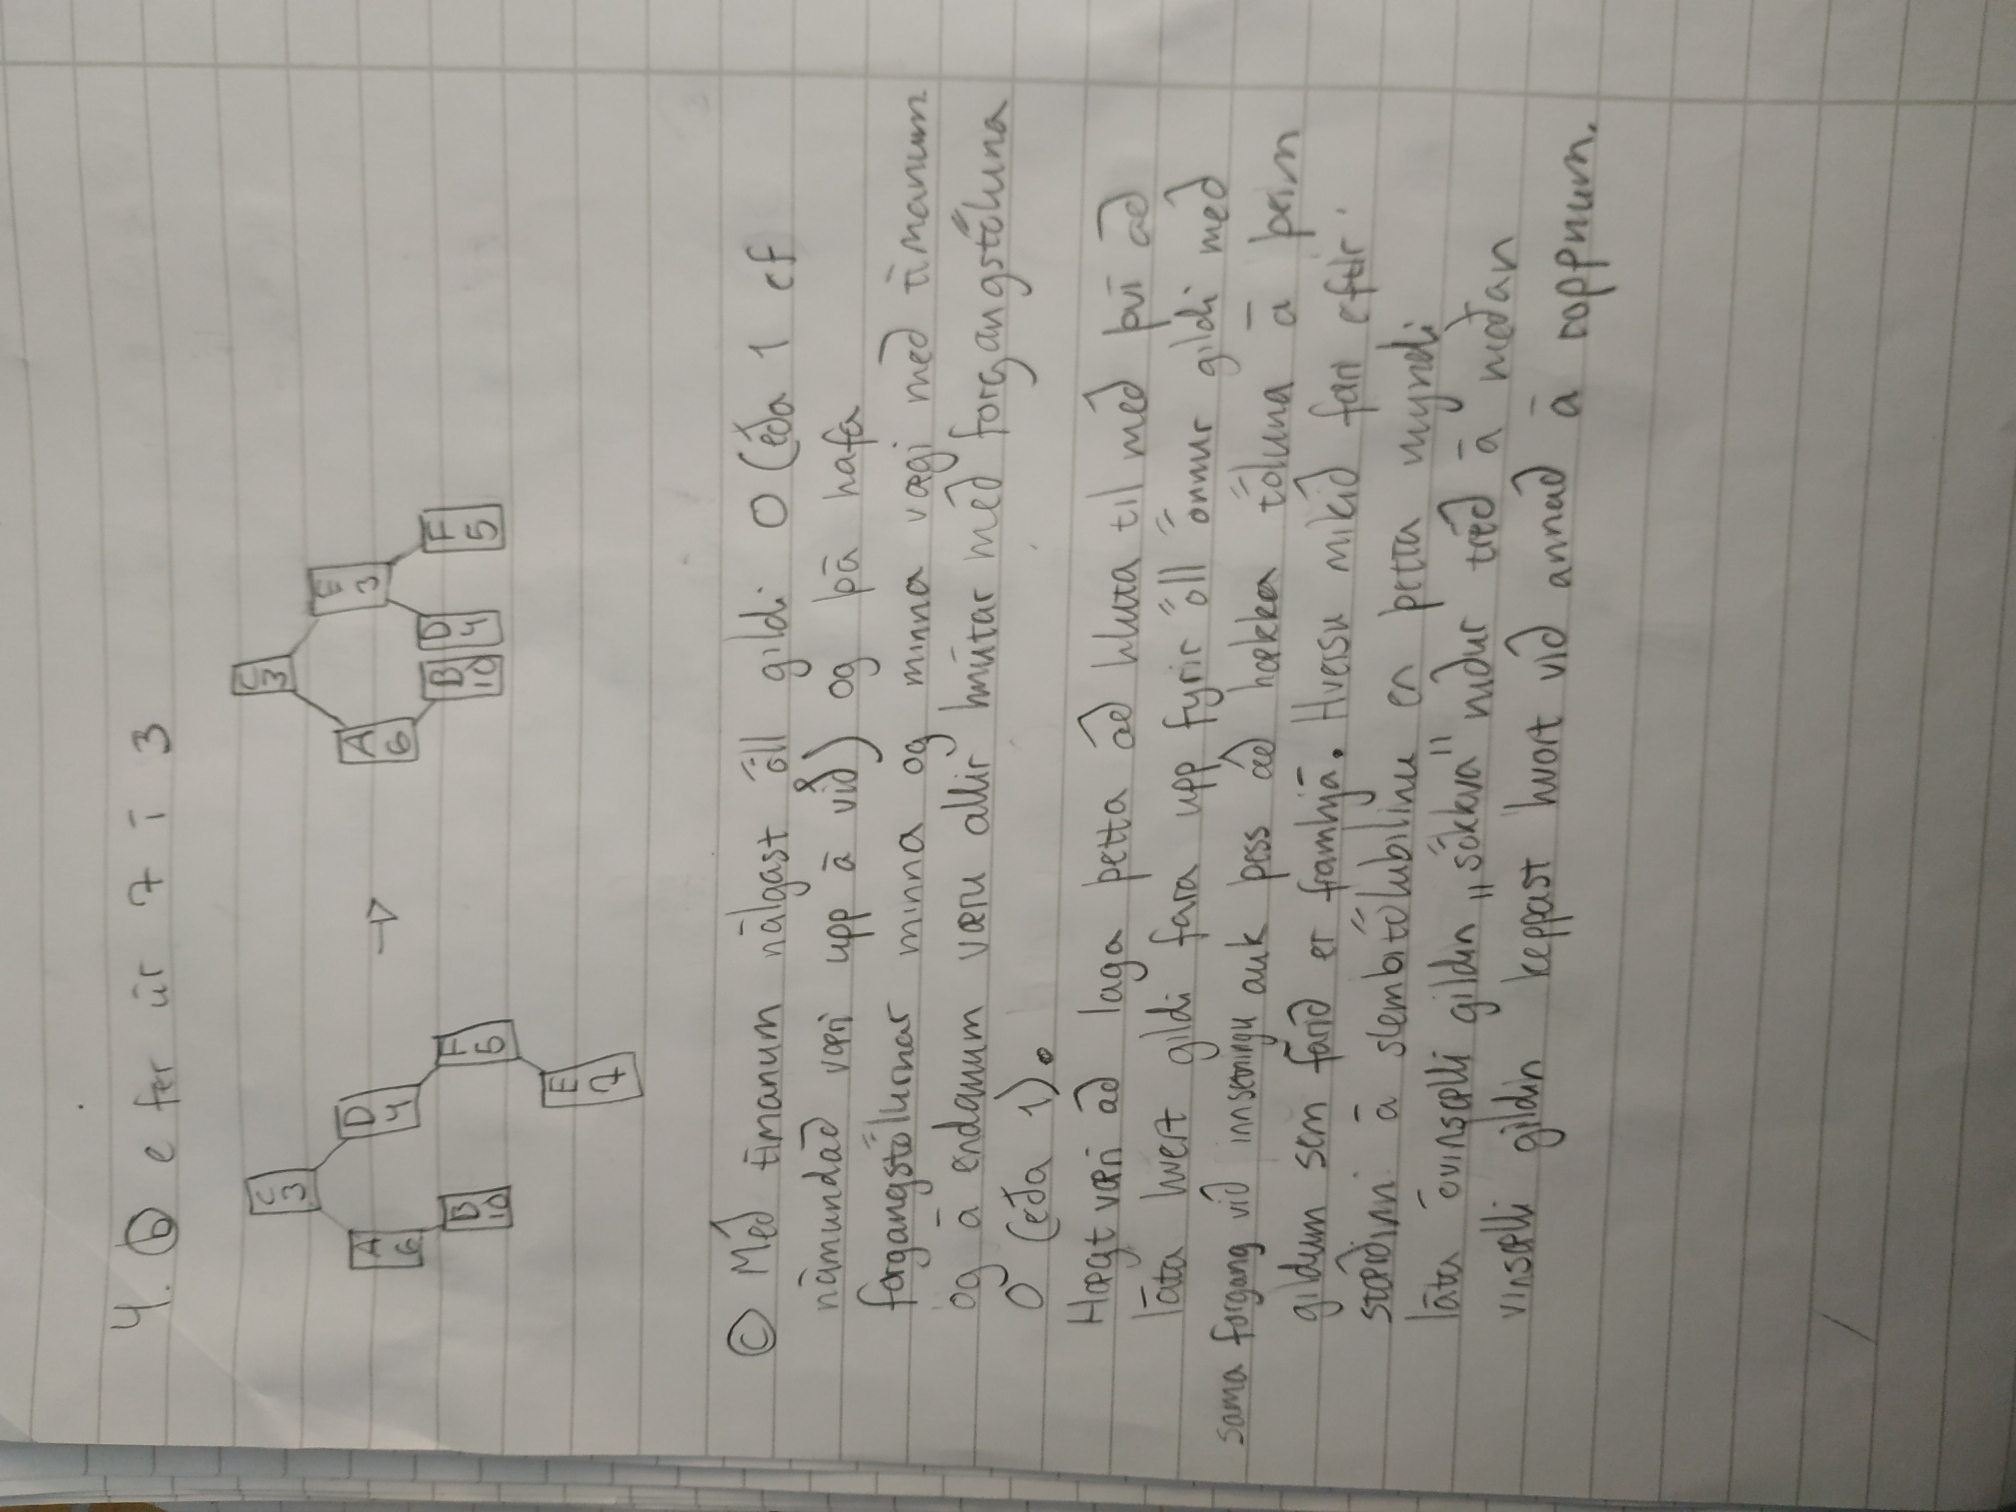 4. b e fer úr 7 í 3
C
3
A
6
D
4
B
10
F
5
E
7
C
3
A
6
E
3
B
10
D
4
F
5
c Með tímanum nálgast öll gildi 0 (eða 1 ef
námundað væri upp á við) og þá hafa
forgangstölurnar minna og minna vægi með tímanum
og á endanum væru allir hnútar með forgangstöluna
0 (eða 1).
Hægt væri að laga þetta að hluta til með því að
láta hvert gildi fara upp fyrir öll önnur gildi með
sama forgang við innsetningu auk þess að hækka töluna á þeim
gildum sem farið er framhjá. Hversu mikið færi eftir
stærðinni á slembitölubilinu en þetta myndi
láta óvinsælli gildin „sökkva" niður tréð á meðan
vinsælli gildin keppast hvort við annað á toppnum.